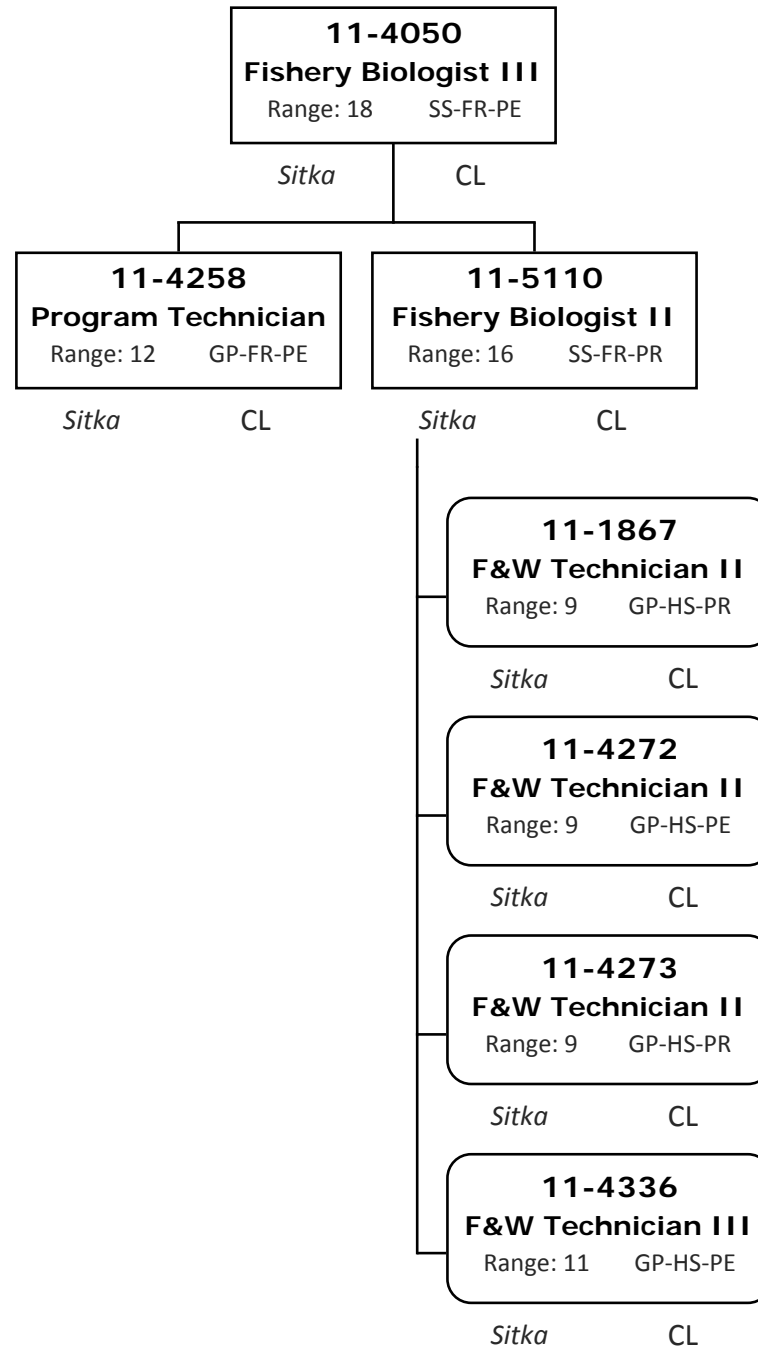 11-4050
Fishery Biologist III
Range: 18 SS-FR-PE
Sitka CL
11-4258
Program Technician
Range: 12 GP-FR-PE
Sitka CL
11-5110
Fishery Biologist II
Range: 16 SS-FR-PR
Sitka CL
11-1867
F&W Technician II
Range: 9 GP-HS-PR
Sitka CL
11-4272
F&W Technician II
Range: 9 GP-HS-PE
Sitka CL
11-4273
F&W Technician II
Range: 9 GP-HS-PR
Sitka CL
11-4336
F&W Technician III
Range: 11 GP-HS-PE
Sitka CL